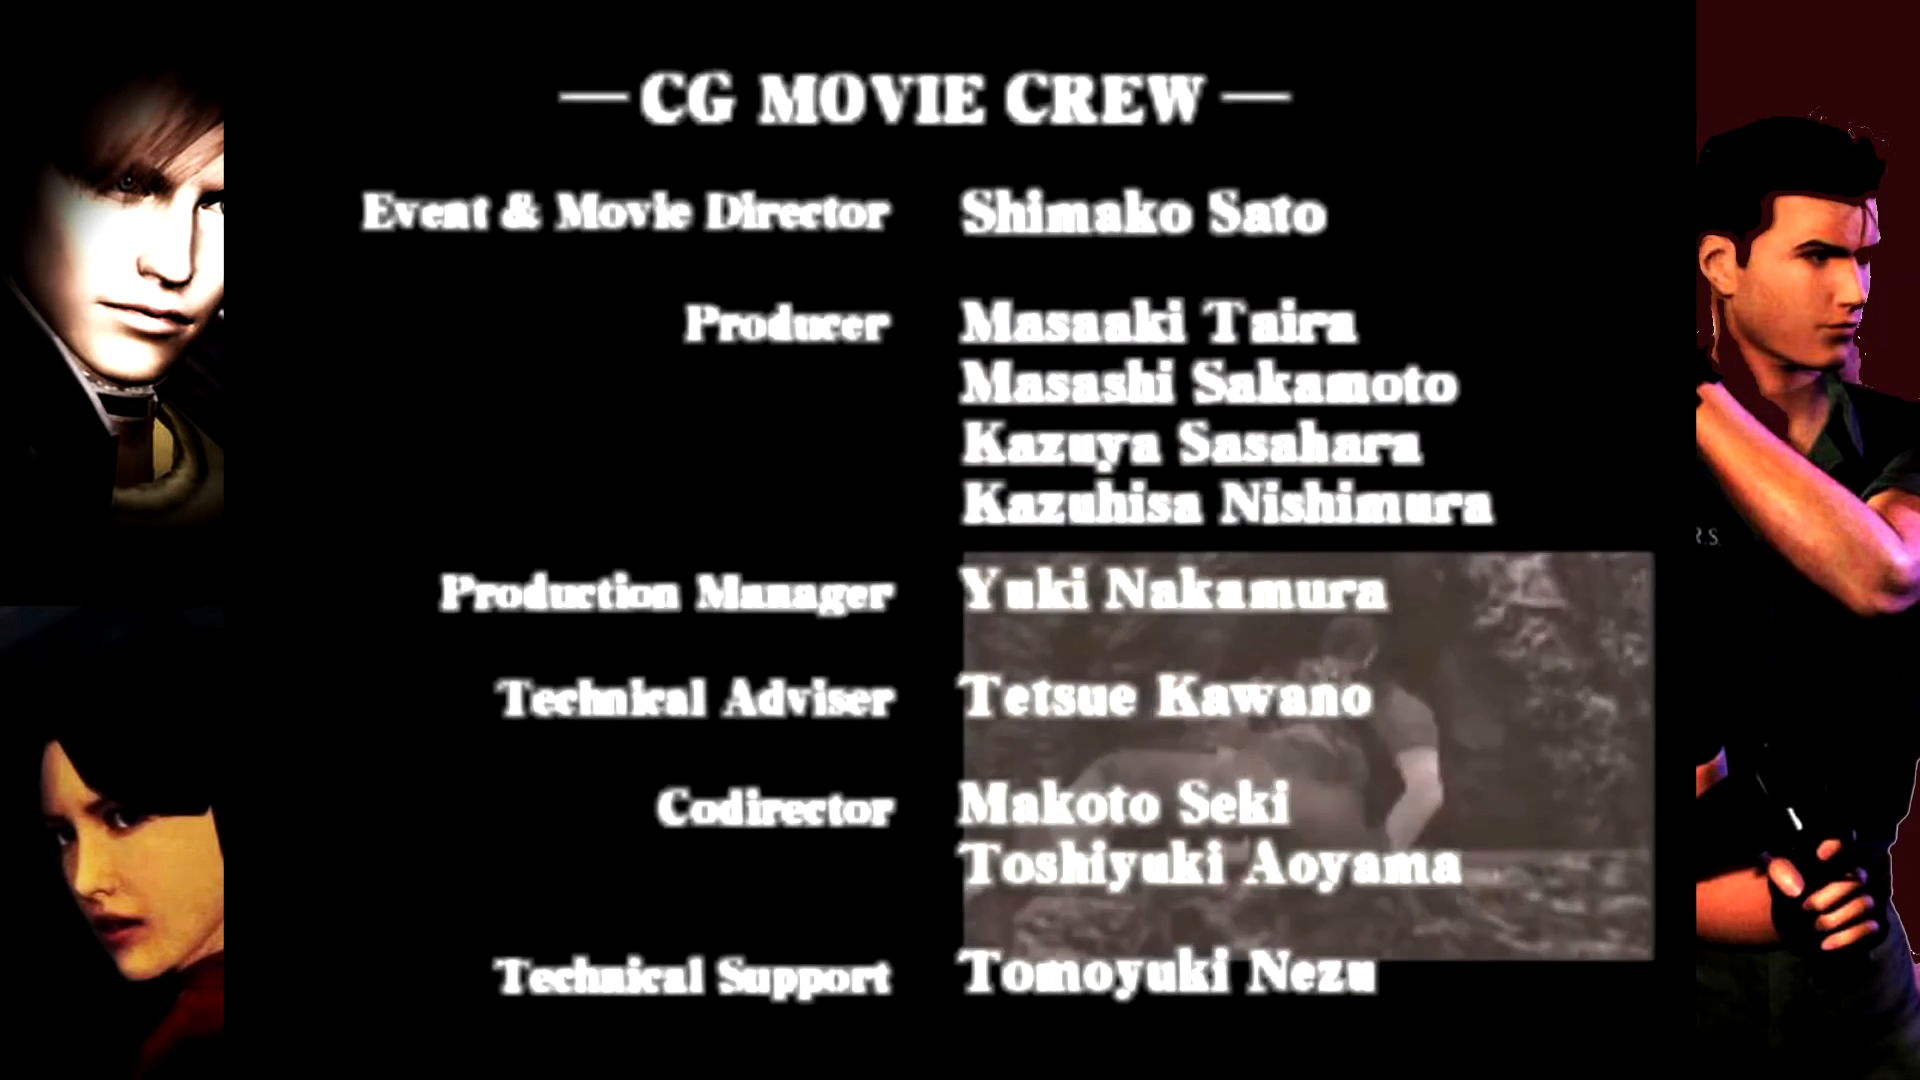 — CG MOVIE CREW —
Event & Movie Director Shimako Sato
Producer Masaaki Taira
Masashi Sakamoto
Kazuya Sasahara
Kazuhisa Nishimura
R.S.
Production Manager Yuki Nakamura
Technical Adviser Tetsue Kawano
Codirector Makoto Seki
Toshiyuki Aoyama
Technical Support Tomoyuki Nezu